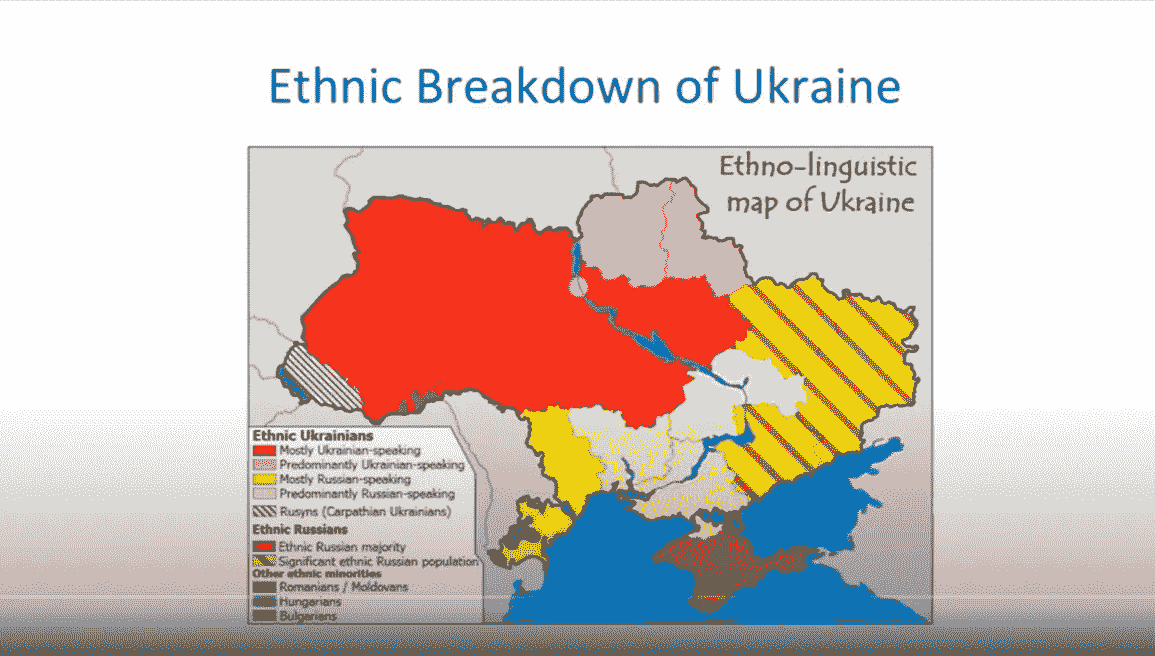 Ethnic Breakdown of Ukraine
Ethno-linguistic
map of Ukraine
Ethnic Ukrainians
Mostly Ukrainian-speaking
Predominantly Ukrainian-speaking
Mostly Russian-speaking
Predominantly Russian-speaking
Rusyns (Carpathian Ukrainians)
Ethnic Russians
Ethnic Russian majority
Significant ethnic Russian population
Other ethnic minorities
Romanians / Moldovans
Hungarians
Bulgarians